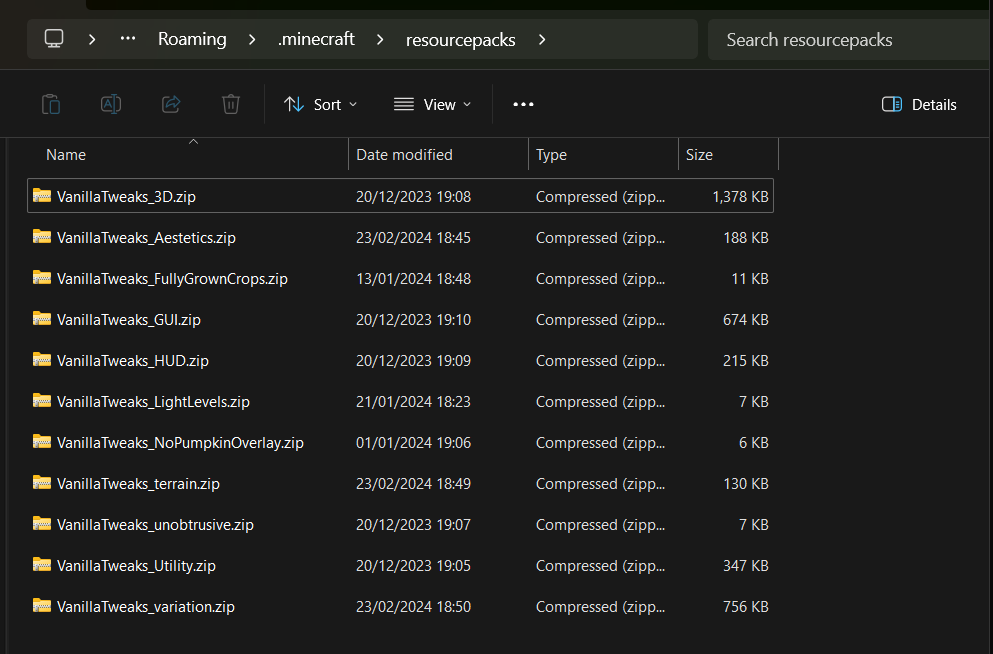 ··· Roaming .minecraft resourcepacks Search resourcepacks
Sort View ··· Details
Name Date modified Type Size
VanillaTweaks_3D.zip 20/12/2023 19:08 Compressed (zipp... 1,378 KB
VanillaTweaks_Aestetics.zip 23/02/2024 18:45 Compressed (zipp... 188 KB
VanillaTweaks_FullyGrownCrops.zip 13/01/2024 18:48 Compressed (zipp... 11 KB
VanillaTweaks_GUI.zip 20/12/2023 19:10 Compressed (zipp... 674 KB
VanillaTweaks_HUD.zip 20/12/2023 19:09 Compressed (zipp... 215 KB
VanillaTweaks_LightLevels.zip 21/01/2024 18:23 Compressed (zipp... 7 KB
VanillaTweaks_NoPumpkinOverlay.zip 01/01/2024 19:06 Compressed (zipp... 6 KB
VanillaTweaks_terrain.zip 23/02/2024 18:49 Compressed (zipp... 130 KB
VanillaTweaks_unobtrusive.zip 20/12/2023 19:07 Compressed (zipp... 7 KB
VanillaTweaks_Utility.zip 20/12/2023 19:05 Compressed (zipp... 347 KB
VanillaTweaks_variation.zip 23/02/2024 18:50 Compressed (zipp... 756 KB